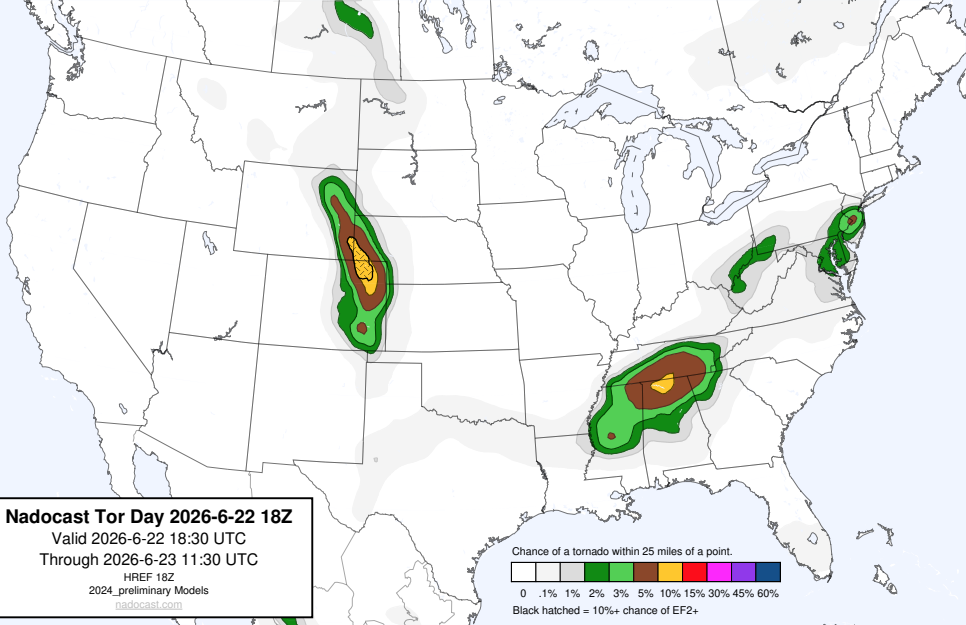 Nadocast Tor Day 2026-6-22 18Z
Valid 2026-6-22 18:30 UTC
Through 2026-6-23 11:30 UTC
HREF 18Z
2024_preliminary Models
nadocast.com
Chance of a tornado within 25 miles of a point.
0 .1% 1% 2% 3% 5% 10% 15% 30% 45% 60%
Black hatched = 10%+ chance of EF2+